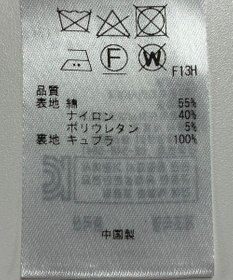 F
W
F13H
品質
表地 綿 55%
ナイロン 40%
ポリウレタン 5%
裏地 キュプラ 100%
中国製